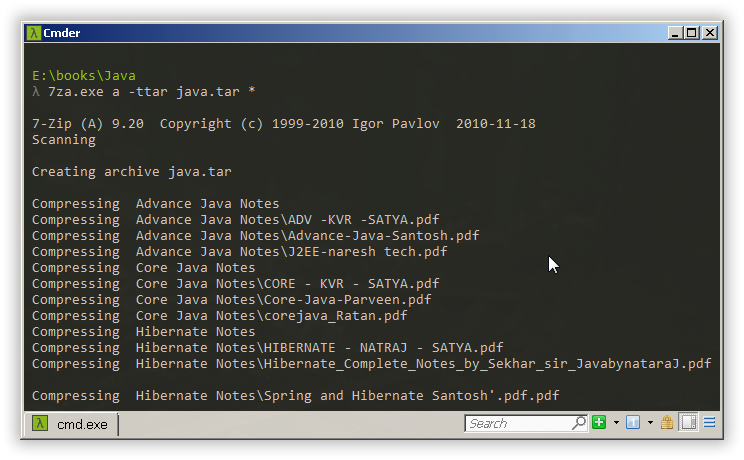 λ Cmder
E:\books\Java
λ 7za.exe a -ttar java.tar *
7-Zip (A) 9.20  Copyright (c) 1999-2010 Igor Pavlov  2010-11-18
Scanning
Creating archive java.tar
Compressing  Advance Java Notes
Compressing  Advance Java Notes\ADV -KVR -SATYA.pdf
Compressing  Advance Java Notes\Advance-Java-Santosh.pdf
Compressing  Advance Java Notes\J2EE-naresh tech.pdf
Compressing  Core Java Notes
Compressing  Core Java Notes\CORE - KVR - SATYA.pdf
Compressing  Core Java Notes\Core-Java-Parveen.pdf
Compressing  Core Java Notes\corejava_Ratan.pdf
Compressing  Hibernate Notes
Compressing  Hibernate Notes\HIBERNATE - NATRAJ - SATYA.pdf
Compressing  Hibernate Notes\Hibernate_Complete_Notes_by_Sekhar_sir_JavabynataraJ.pdf
Compressing  Hibernate Notes\Spring and Hibernate Santosh'.pdf.pdf
λ cmd.exe
Search